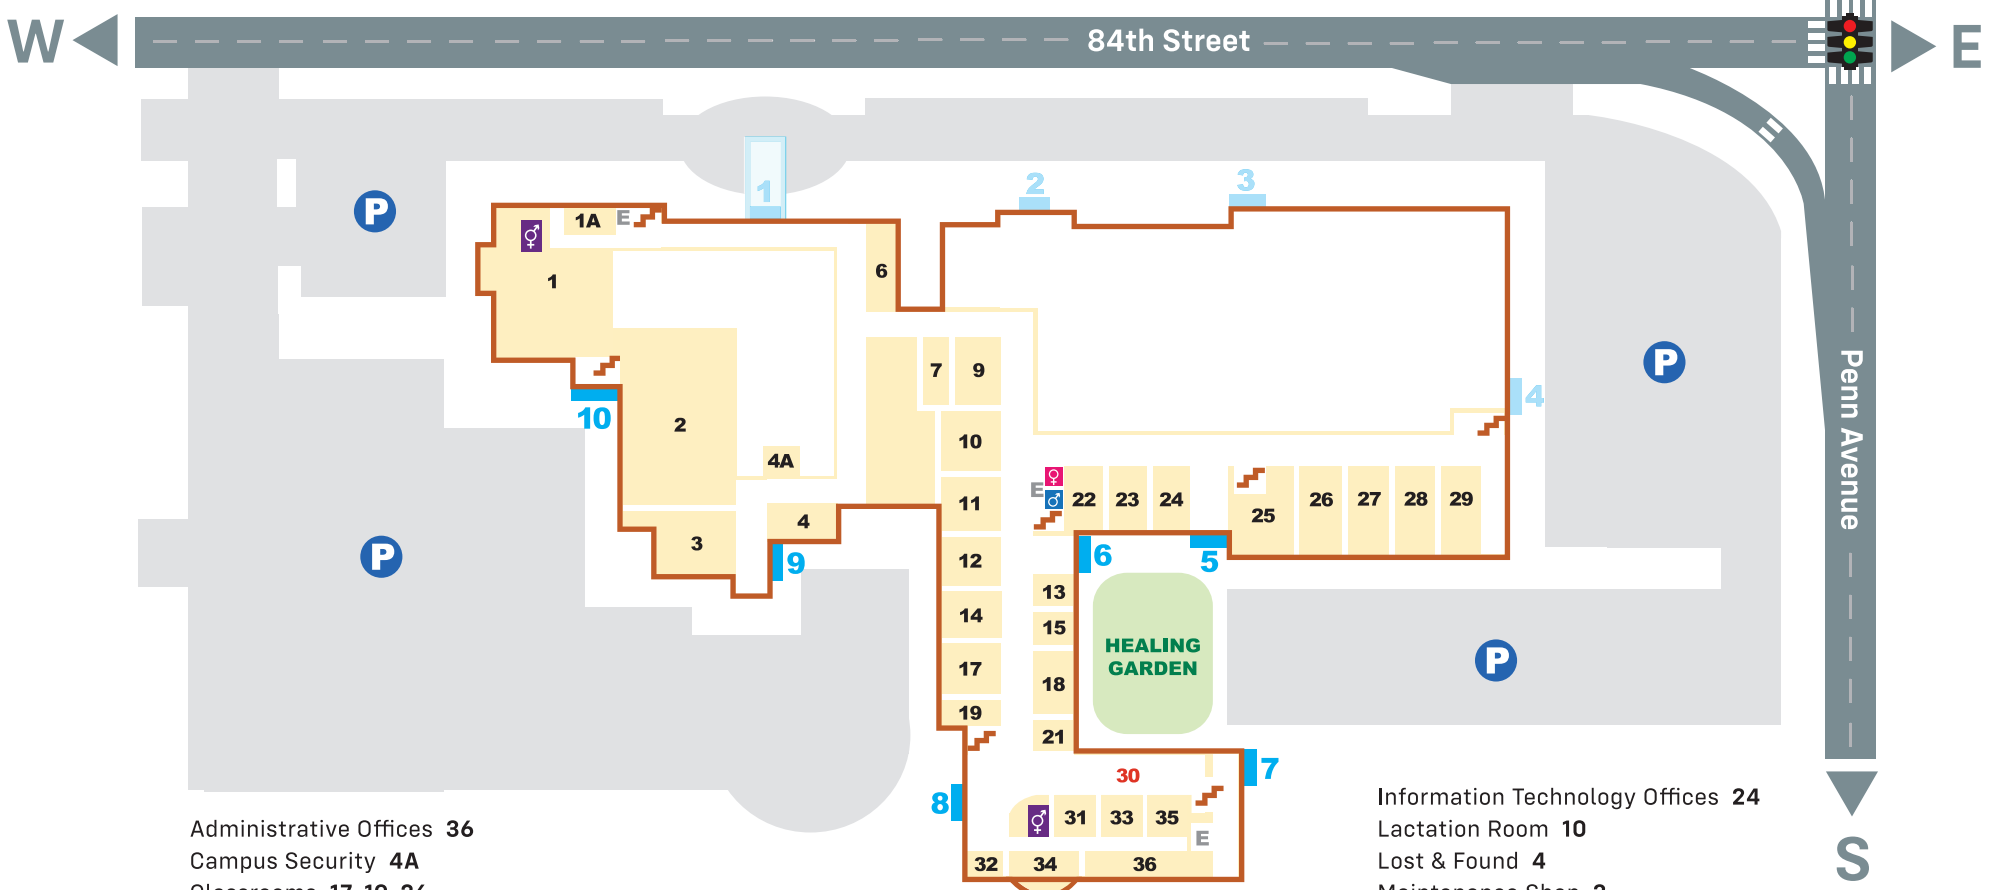 W
84th Street
E
1
2
3
P
1A
E
6
1
P
4
Penn Avenue
7
9
10
2
10
4A
E
22
23
24
25
26
27
28
29
11
4
3
9
12
6
5
P
13
14
15
HEALING
GARDEN
P
17
18
19
21
30
7
8
31
33
35
E
32
34
36
Administrative Offices 36
Campus Security 4A
Information Technology Offices 24
Lactation Room 10
Lost & Found 4
S